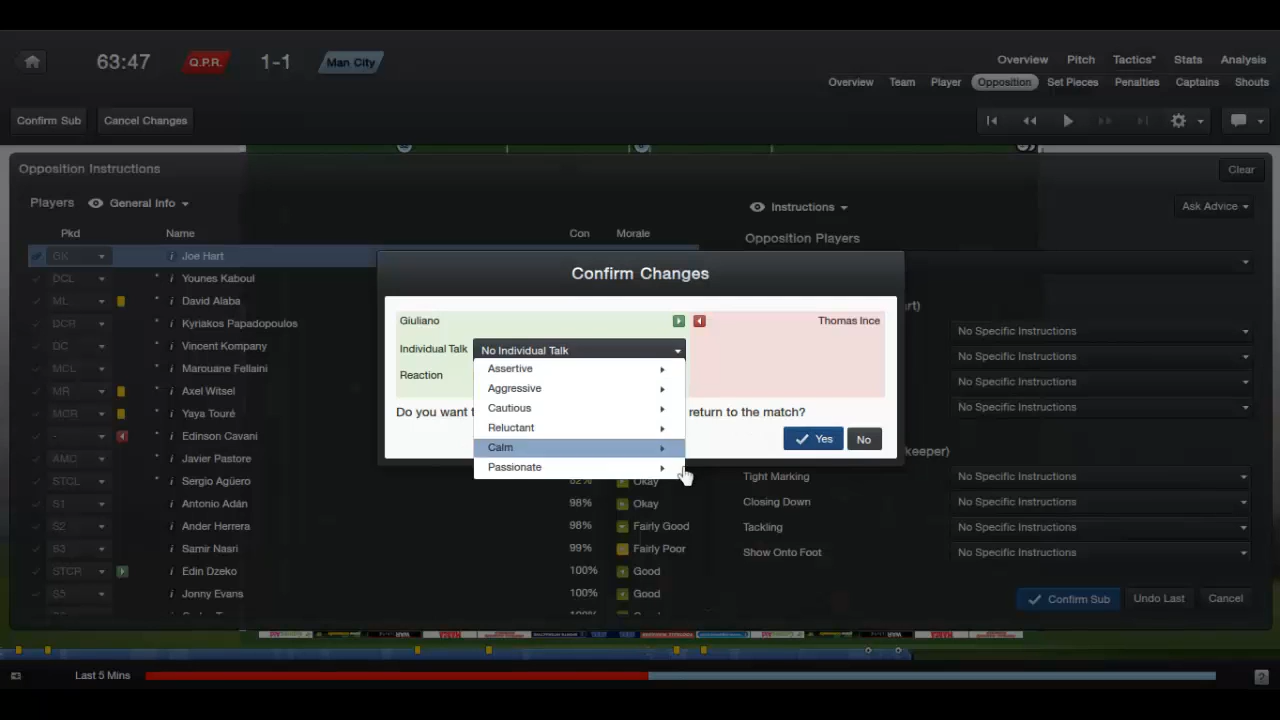 63:47 Q.P.R. 1-1 Man City
Overview Pitch Tactics* Stats Analysis
Overview Team Player Opposition Set Pieces Penalties Captains Shouts
Confirm Sub Cancel Changes
Opposition Instructions
Clear
Players General Info
Instructions
Ask Advice
Pkd Name Con Morale
Opposition Players
GK i Joe Hart
DCL * i Younes Kaboul
ML * i David Alaba
DCR * i Kyriakos Papadopoulos
DC i Vincent Kompany
MCL i Marouane Fellaini
MR * i Axel Witsel
MCR * i Yaya Touré
- i Edinson Cavani
AMC i Javier Pastore
STCL * i Sergio Agüero 82% Okay
S1 i Antonio Adán 98% Okay
S2 i Ander Herrera 98% Fairly Good
S3 i Samir Nasri 99% Fairly Poor
STCR i Edin Dzeko 100% Good
S5 i Jonny Evans 100% Good
Confirm Changes
Giuliano
Thomas Ince
Individual Talk No Individual Talk
Reaction
Assertive
Aggressive
Cautious
Reluctant
Calm
Passionate
Do you want t
return to the match?
Yes No
rt)
No Specific Instructions
No Specific Instructions
No Specific Instructions
No Specific Instructions
keeper)
Tight Marking No Specific Instructions
Closing Down No Specific Instructions
Tackling No Specific Instructions
Show Onto Foot No Specific Instructions
Confirm Sub Undo Last Cancel
Last 5 Mins
?